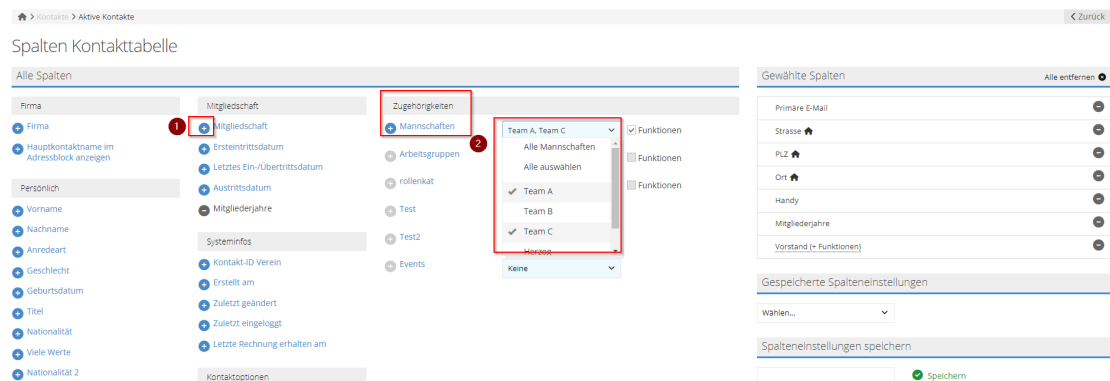 Kontakte > Aktive Kontakte
Zurück
Spalten Kontakttabelle
Alle Spalten
Firma
Firma
Hauptkontaktname im
Adressblock anzeigen
Persönlich
Vorname
Nachname
Anredeart
Geschlecht
Geburtsdatum
Titel
Nationalität
Viele Werte
Nationalität 2
Mitgliedschaft
1
Mitgliedschaft
Ersteintrittsdatum
Letztes Ein-/Übertrittsdatum
Austrittsdatum
Mitgliederjahre
Systeminfos
Kontakt-ID Verein
Erstellt am
Zuletzt geändert
Zuletzt eingeloggt
Letzte Rechnung erhalten am
Kontaktoptionen
Zugehörigkeiten
Mannschaften
Arbeitsgruppen
rollenkat
Test
Test2
Events
2
Team A, Team C
Alle Mannschaften
Alle auswählen
Team A
Team B
Team C
Herzog
Keine
Funktionen
Funktionen
Funktionen
Gewählte Spalten
Alle entfernen
Primäre E-Mail
Strasse
PLZ
Ort
Handy
Mitgliederjahre
Vorstand (+ Funktionen)
Gespeicherte Spalteneinstellungen
Wählen...
Spalteneinstellungen speichern
Speichern